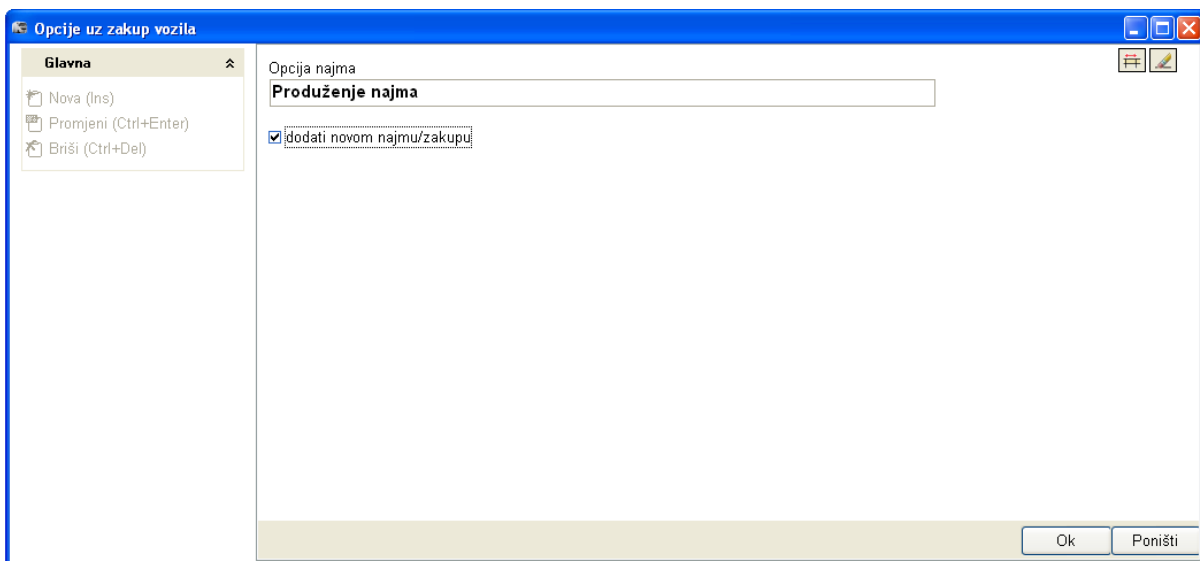 Opcije uz zakup vozila
Glavna
Nova (Ins)
Promjeni (Ctrl+Enter)
Briši (Ctrl+Del)
Opcija najma
Produženje najma
dodati novom najmu/zakupu
Ok
Poništi